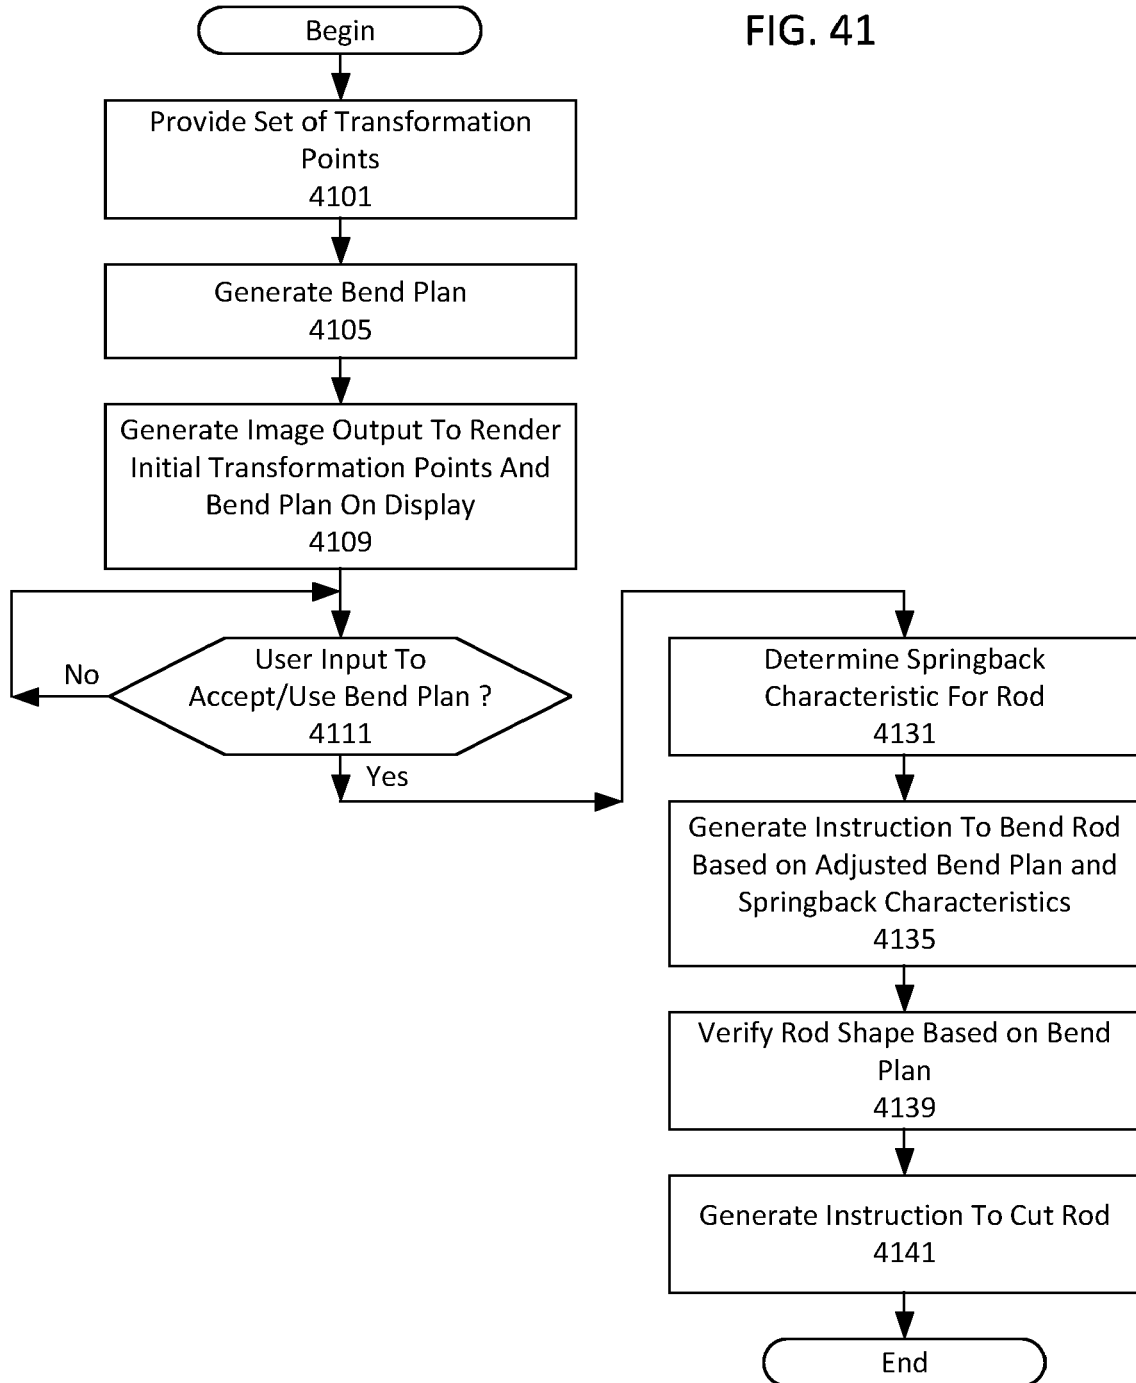 FIG. 41
Begin
Provide Set of Transformation
Points
4101
Generate Bend Plan
4105
Generate Image Output To Render
Initial Transformation Points And
Bend Plan On Display
4109
No
User Input To
Accept/Use Bend Plan ?
4111
Yes
Determine Springback
Characteristic For Rod
4131
Generate Instruction To Bend Rod
Based on Adjusted Bend Plan and
Springback Characteristics
4135
Verify Rod Shape Based on Bend
Plan
4139
Generate Instruction To Cut Rod
4141
End